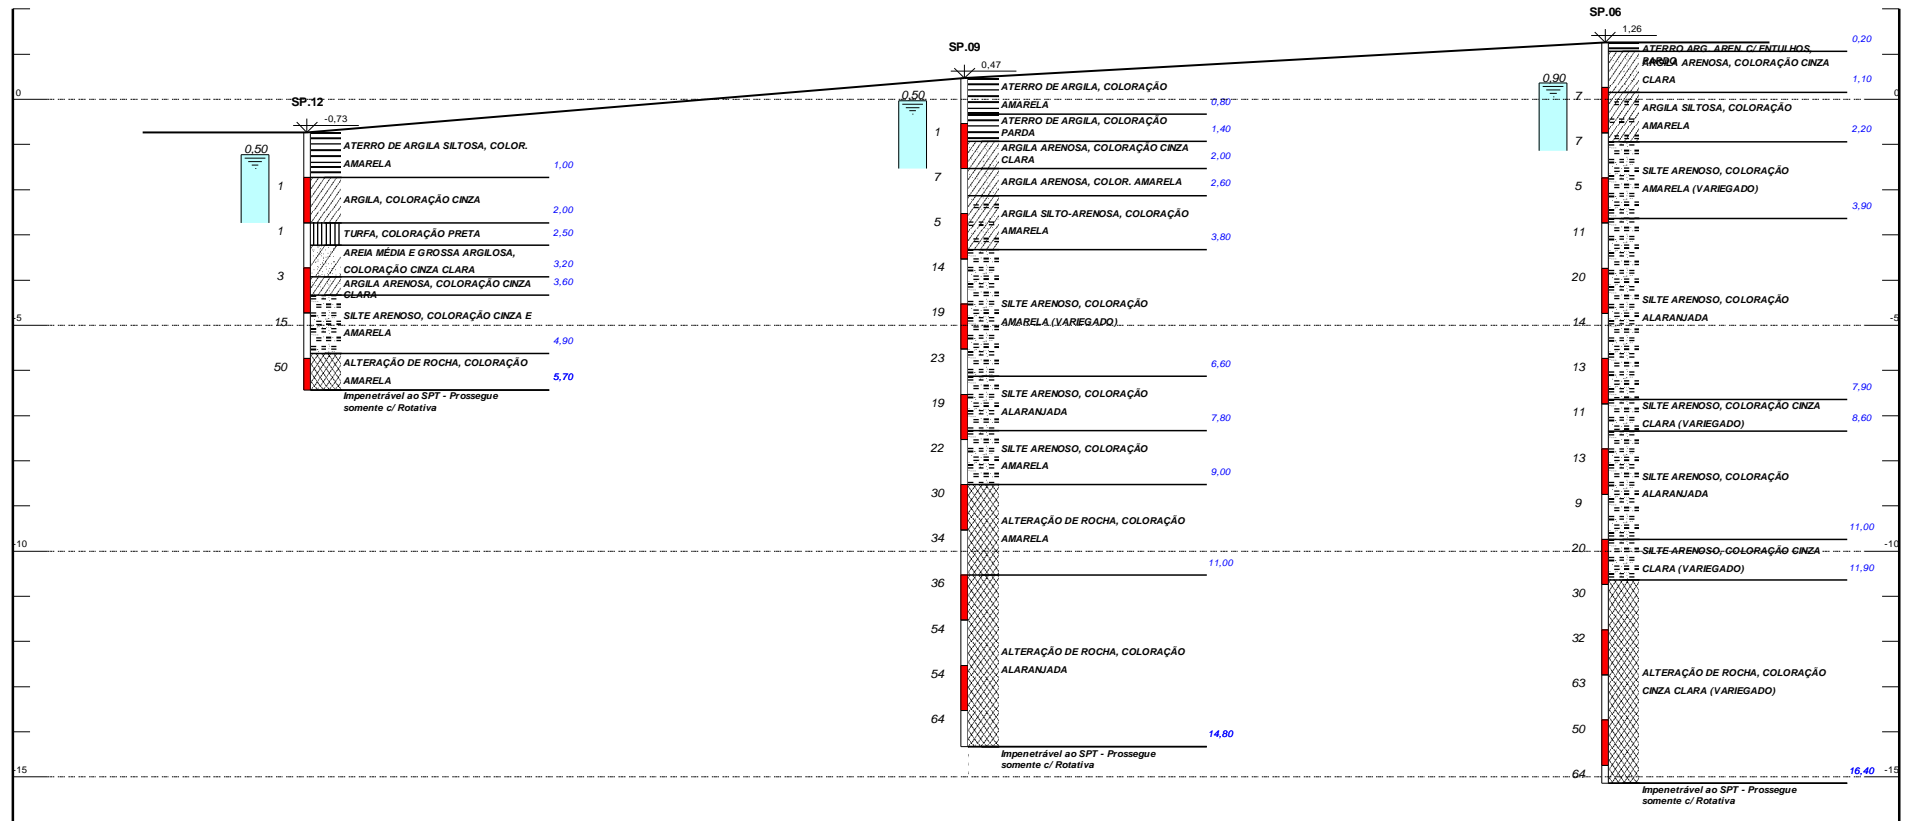 SP.12
-0,73
0,50
ATERRO DE ARGILA SILTOSA, COLOR.
AMARELA
1,00
1
ARGILA, COLORAÇÃO CINZA
2,00
1
TURFA, COLORAÇÃO PRETA
2,50
AREIA MÉDIA E GROSSA ARGILOSA,
COLORAÇÃO CINZA CLARA
3,20
3
ARGILA ARENOSA, COLORAÇÃO CINZA
CLARA
3,60
15
SILTE ARENOSO, COLORAÇÃO CINZA E
AMARELA
4,90
50
ALTERAÇÃO DE ROCHA, COLORAÇÃO
AMARELA
5,70
Impenetrável ao SPT - Prossegue
somente c/ Rotativa
SP.09
0,47
0,50
ATERRO DE ARGILA, COLORAÇÃO
AMARELA
0,80
ATERRO DE ARGILA, COLORAÇÃO
PARDA
1,40
1
ARGILA ARENOSA, COLORAÇÃO CINZA
CLARA
2,00
7
ARGILA ARENOSA, COLOR. AMARELA
2,60
5
ARGILA SILTO-ARENOSA, COLORAÇÃO
AMARELA
3,80
14
19
SILTE ARENOSO, COLORAÇÃO
AMARELA (VARIEGADO)
23
6,60
19
SILTE ARENOSO, COLORAÇÃO
ALARANJADA
7,80
22
SILTE ARENOSO, COLORAÇÃO
AMARELA
9,00
30
34
ALTERAÇÃO DE ROCHA, COLORAÇÃO
AMARELA
11,00
36
54
54
ALTERAÇÃO DE ROCHA, COLORAÇÃO
ALARANJADA
64
14,80
Impenetrável ao SPT - Prossegue
somente c/ Rotativa
SP.06
1,26
0,90
ATERRO ARG. AREN. C/ ENTULHOS,
PARDO
0,20
ARGILA ARENOSA, COLORAÇÃO CINZA
CLARA
1,10
7
ARGILA SILTOSA, COLORAÇÃO
AMARELA
2,20
7
5
SILTE ARENOSO, COLORAÇÃO
AMARELA (VARIEGADO)
3,90
11
20
14
SILTE ARENOSO, COLORAÇÃO
ALARANJADA
13
7,90
11
SILTE ARENOSO, COLORAÇÃO CINZA
CLARA (VARIEGADO)
8,60
13
9
SILTE ARENOSO, COLORAÇÃO
ALARANJADA
11,00
20
SILTE ARENOSO, COLORAÇÃO CINZA
CLARA (VARIEGADO)
11,90
30
32
63
ALTERAÇÃO DE ROCHA, COLORAÇÃO
CINZA CLARA (VARIEGADO)
50
64
16,40
Impenetrável ao SPT - Prossegue
somente c/ Rotativa
0
-5
-10
-15
0
-5
-10
-15